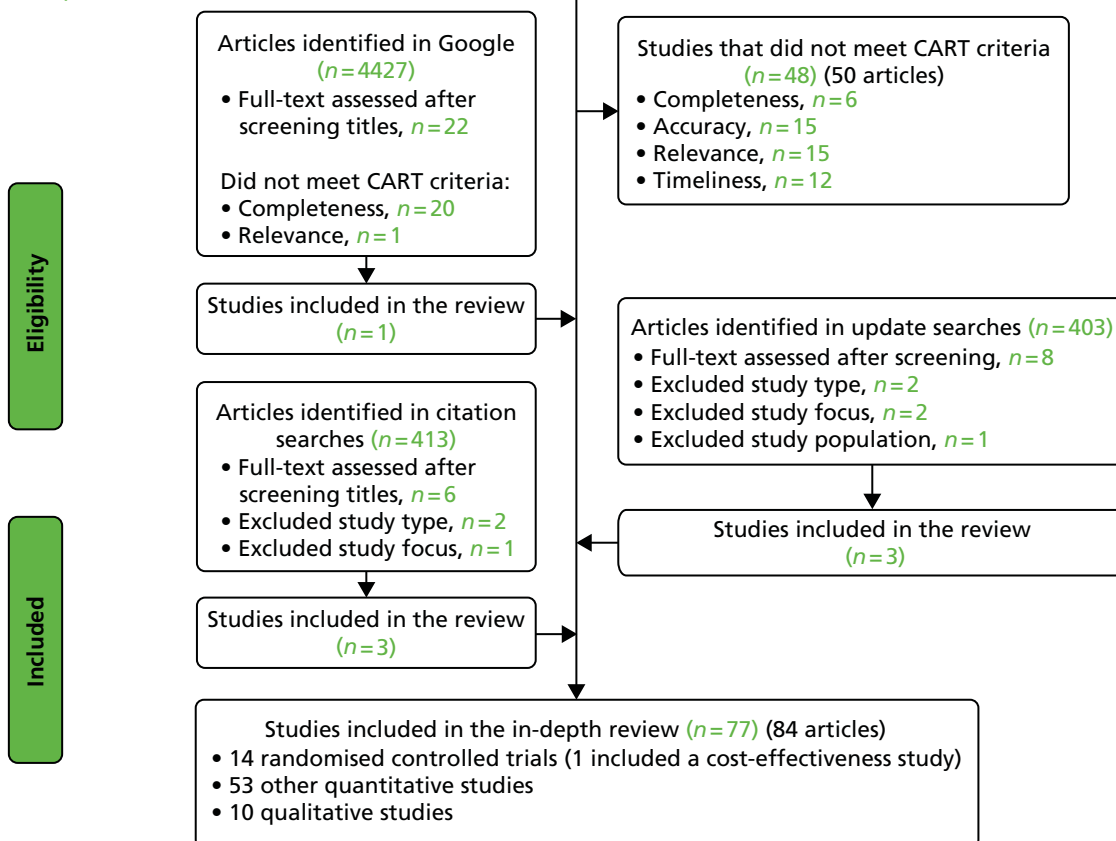 Articles identified in Google
(n=4427)
• Full-text assessed after
screening titles, n=22
Did not meet CART criteria:
• Completeness, n=20
• Relevance, n=1
Studies that did not meet CART criteria
(n=48) (50 articles)
• Completeness, n=6
• Accuracy, n=15
• Relevance, n=15
• Timeliness, n=12
Eligibility
Studies included in the review
(n=1)
Articles identified in update searches (n=403)
• Full-text assessed after screening, n=8
• Excluded study type, n=2
• Excluded study focus, n=2
• Excluded study population, n=1
Articles identified in citation
searches (n=413)
• Full-text assessed after
screening titles, n=6
• Excluded study type, n=2
• Excluded study focus, n=1
Studies included in the review
(n=3)
Included
Studies included in the review
(n=3)
Studies included in the in-depth review (n=77) (84 articles)
• 14 randomised controlled trials (1 included a cost-effectiveness study)
• 53 other quantitative studies
• 10 qualitative studies